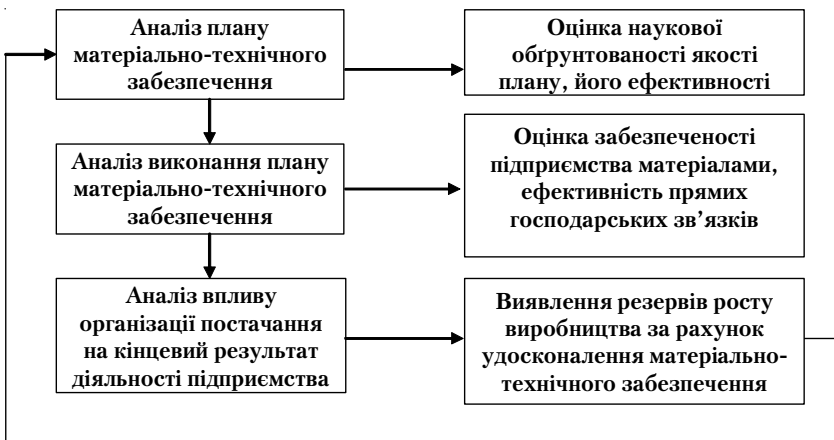 Аналіз плану
матеріально-технічного
забезпечення
Оцінка наукової
обґрунтованості якості
плану, його ефективності
Аналіз виконання плану
матеріально-технічного
забезпечення
Оцінка забезпеченості
підприємства матеріалами,
ефективність прямих
господарських зв’язків
Аналіз впливу
організації постачання
на кінцевий результат
діяльності підприємства
Виявлення резервів росту
виробництва за рахунок
удосконалення матеріально-
технічного забезпечення